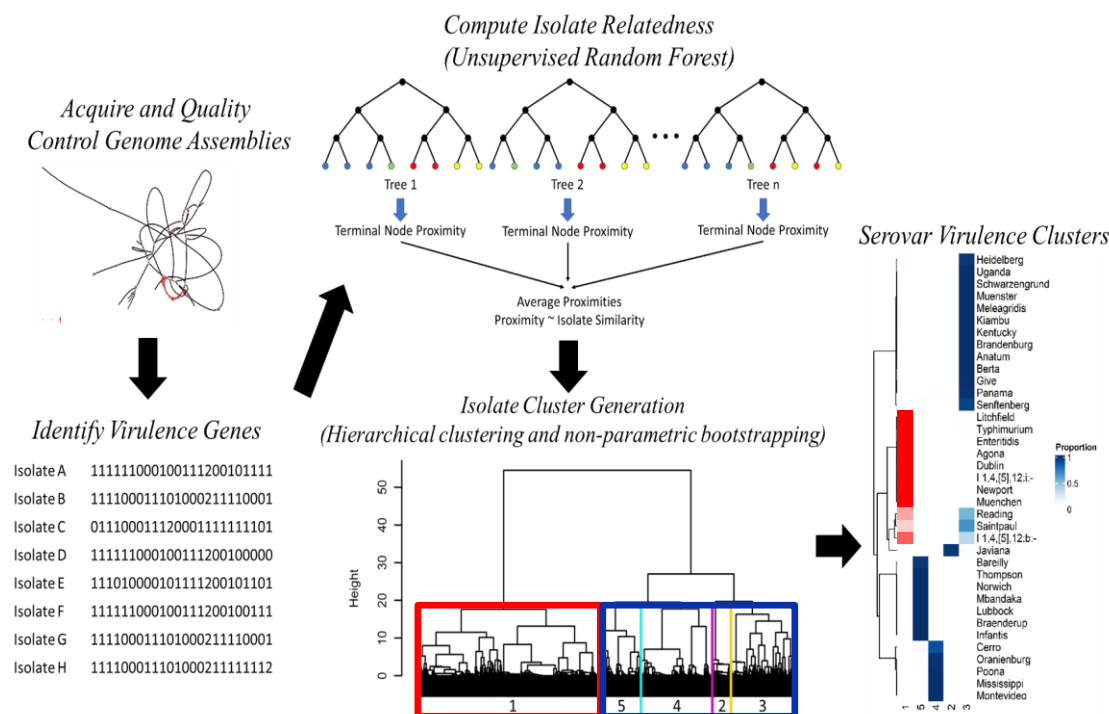 Compute Isolate Relatedness
(Unsupervised Random Forest)
Acquire and Quality
Control Genome Assemblies
Tree 1
Tree 2
Tree n
Terminal Node Proximity
Terminal Node Proximity
Terminal Node Proximity
Average Proximities
Proximity ~ Isolate Similarity
Identify Virulence Genes
Isolate A 111111000100111200101111
Isolate B 111100011101000211110001
Isolate C 011100011120001111111101
Isolate D 111111000100111200100000
Isolate E 111010000101111200101101
Isolate F 111111000100111200100111
Isolate G 111100011101000211110001
Isolate H 111100011101000211111112
Isolate Cluster Generation
(Hierarchical clustering and non-parametric bootstrapping)
Height
50
40
30
20
10
0
1
5
4
2
3
Serovar Virulence Clusters
Heidelberg
Uganda
Schwarzengrund
Muenster
Meleagridis
Kiambu
Kentucky
Brandenburg
Anatum
Berta
Give
Panama
Senftenberg
Litchfield
Typhimurium
Enteritidis
Agona
Dublin
I 1,4,[5],12:i:-
Newport
Muenchen
Reading
Saintpaul
I 1,4,[5],12:b:-
Javiana
Bareilly
Thompson
Norwich
Mbandaka
Lubbock
Braenderup
Infantis
Cerro
Oranienburg
Poona
Mississippi
Montevideo
1
5
4
2
3
Proportion
1
0.5
0